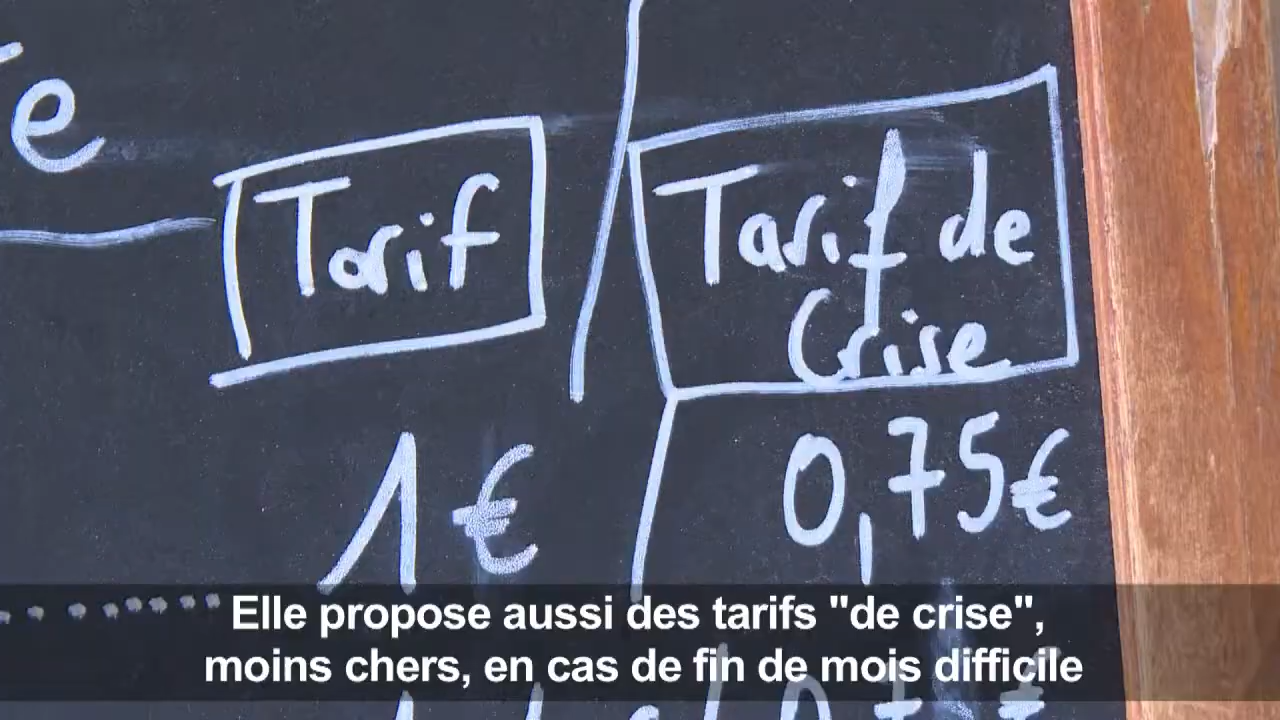 Tarif
Tarif de
Crise
1€
0,75€
Elle propose aussi des tarifs "de crise",
moins chers, en cas de fin de mois difficile